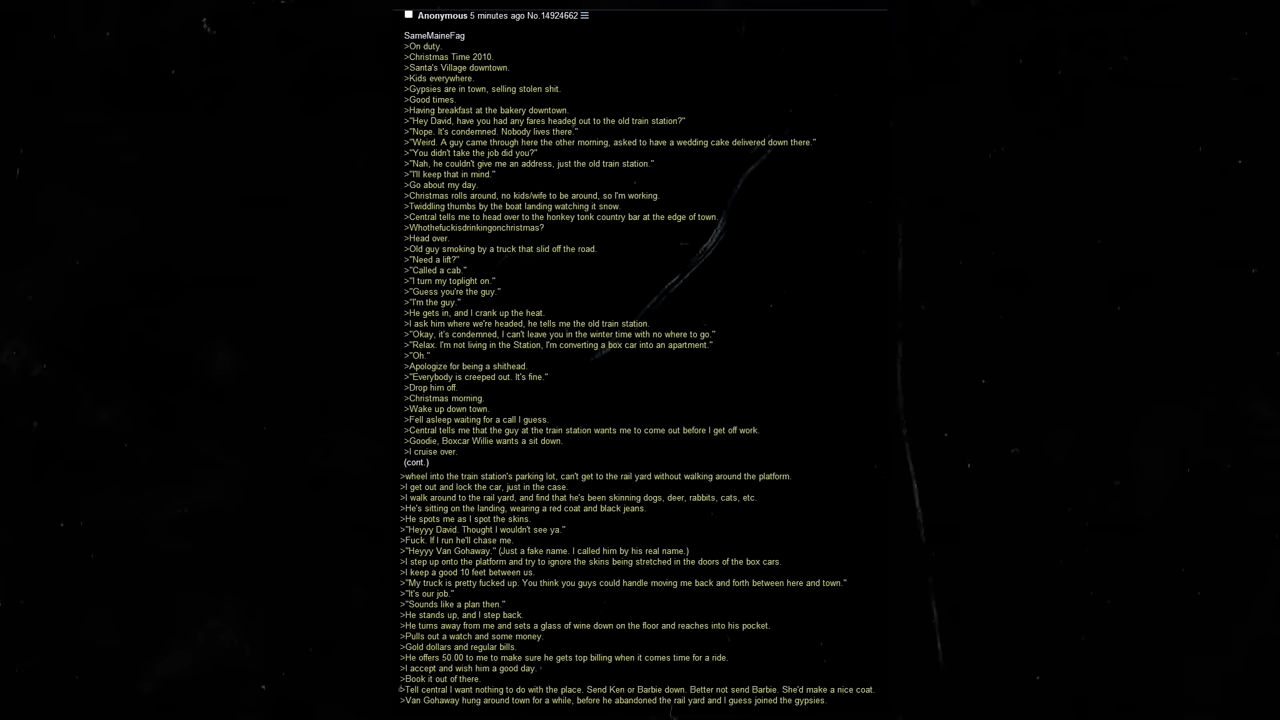 Anonymous 5 minutes ago No.14924662
SameMaineFag
>On duty.
>Christmas Time 2010.
>Santa's Village downtown.
>Kids everywhere.
>Gypsies are in town, selling stolen shit.
>Good times.
>Having breakfast at the bakery downtown.
>"Hey David, have you had any fares headed out to the old train station?"
>"Nope. It's condemned. Nobody lives there."
>"Weird. A guy came through here the other morning, asked to have a wedding cake delivered down there."
>"You didn't take the job did you?"
>"Nah, he couldn't give me an address, just the old train station."
>"I'll keep that in mind."
>Go about my day.
>Christmas rolls around, no kids/wife to be around, so I'm working.
>Twiddling thumbs by the boat landing watching it snow.
>Central tells me to head over to the honkey tonk country bar at the edge of town.
>Whothefuckisdrinkingonchristmas?
>Head over.
>Old guy smoking by a truck that slid off the road.
>"Need a lift?"
>"Called a cab."
>"I turn my toplight on."
>"Guess you're the guy."
>"I'm the guy."
>He gets in, and I crank up the heat.
>I ask him where we're headed, he tells me the old train station.
>"Okay, it's condemned, I can't leave you in the winter time with no where to go."
>"Relax. I'm not living in the Station, I'm converting a box car into an apartment."
>"Oh."
>Apologize for being a shithead.
>"Everybody is creeped out. It's fine."
>Drop him off.
>Christmas morning.
>Wake up down town.
>Fell asleep waiting for a call I guess.
>Central tells me that the guy at the train station wants me to come out before I get off work.
>Goodie, Boxcar Willie wants a sit down.
>I cruise over.
(cont.)
>wheel into the train station's parking lot, can't get to the rail yard without walking around the platform.
>I get out and lock the car, just in the case.
>I walk around to the rail yard, and find that he's been skinning dogs, deer, rabbits, cats, etc.
>He's sitting on the landing, wearing a red coat and black jeans.
>He spots me as I spot the skins.
>"Heyyy David. Thought I wouldn't see ya."
>Fuck. If I run he'll chase me.
>"Heyyy Van Gohaway." (Just a fake name. I called him by his real name.)
>I step up onto the platform and try to ignore the skins being stretched in the doors of the box cars.
>I keep a good 10 feet between us.
>"My truck is pretty fucked up. You think you guys could handle moving me back and forth between here and town."
>"It's our job."
>"Sounds like a plan then."
>He stands up, and I step back.
>He turns away from me and sets a glass of wine down on the floor and reaches into his pocket.
>Pulls out a watch and some money.
>Gold dollars and regular bills.
>He offers 50.00 to me to make sure he gets top billing when it comes time for a ride.
>I accept and wish him a good day.
>Book it out of there.
>Tell central I want nothing to do with the place. Send Ken or Barbie down. Better not send Barbie. She'd make a nice coat.
>Van Gohaway hung around town for a while, before he abandoned the rail yard and I guess joined the gypsies.